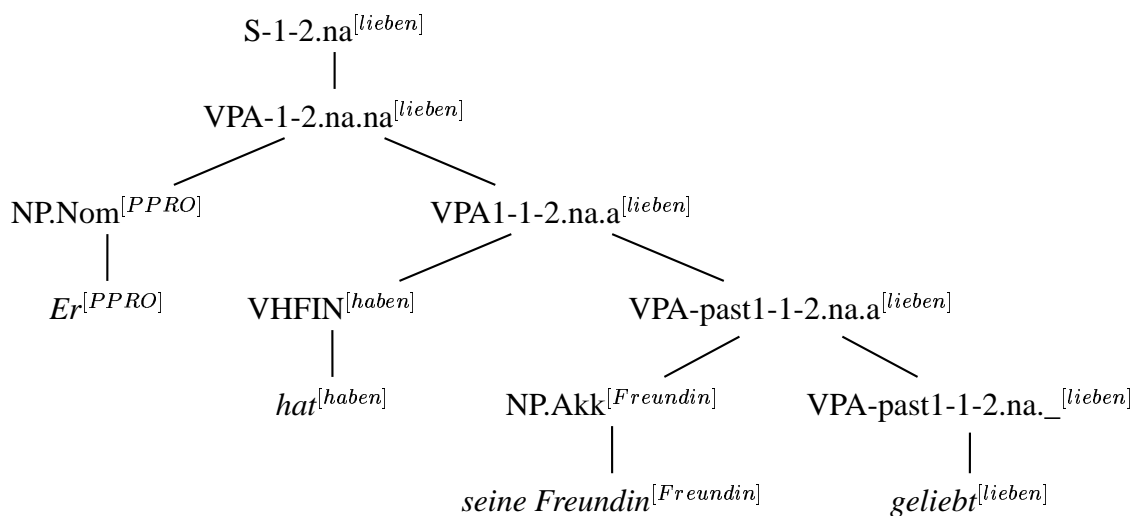 S-1-2.na[lieben]
VPA-1-2.na.na[lieben]
NP.Nom[PPRO] VPA1-1-2.na.a[lieben]
Er[PPRO] VHFIN[haben] VPA-past1-1-2.na.a[lieben]
hat[haben] NP.Akk[Freundin] VPA-past1-1-2.na._[lieben]
seine Freundin[Freundin] geliebt[lieben]